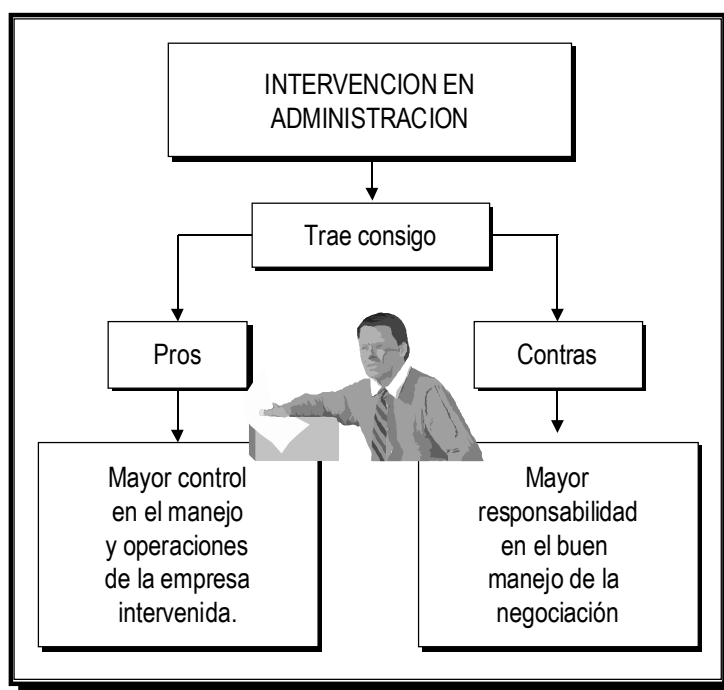 INTERVENCION EN
ADMINISTRACION
Trae consigo
Pros
Contras
Mayor control
en el manejo
y operaciones
de la empresa
intervenida.
Mayor
responsabilidad
en el buen
manejo de la
negociación